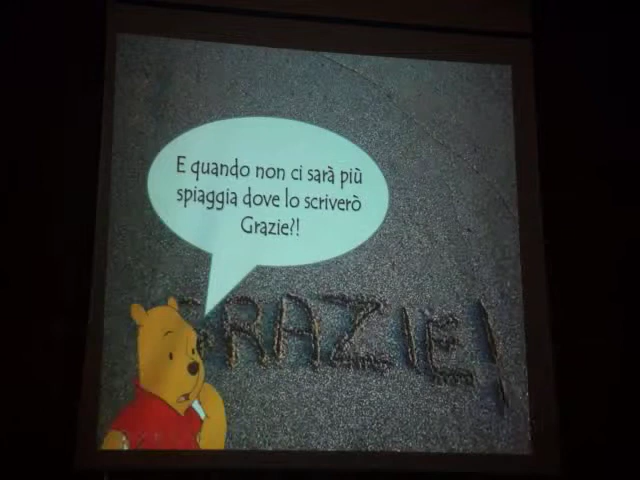 E quando non ci sarà più
spiaggia dove lo scriverò
Grazie?!
GRAZIE!